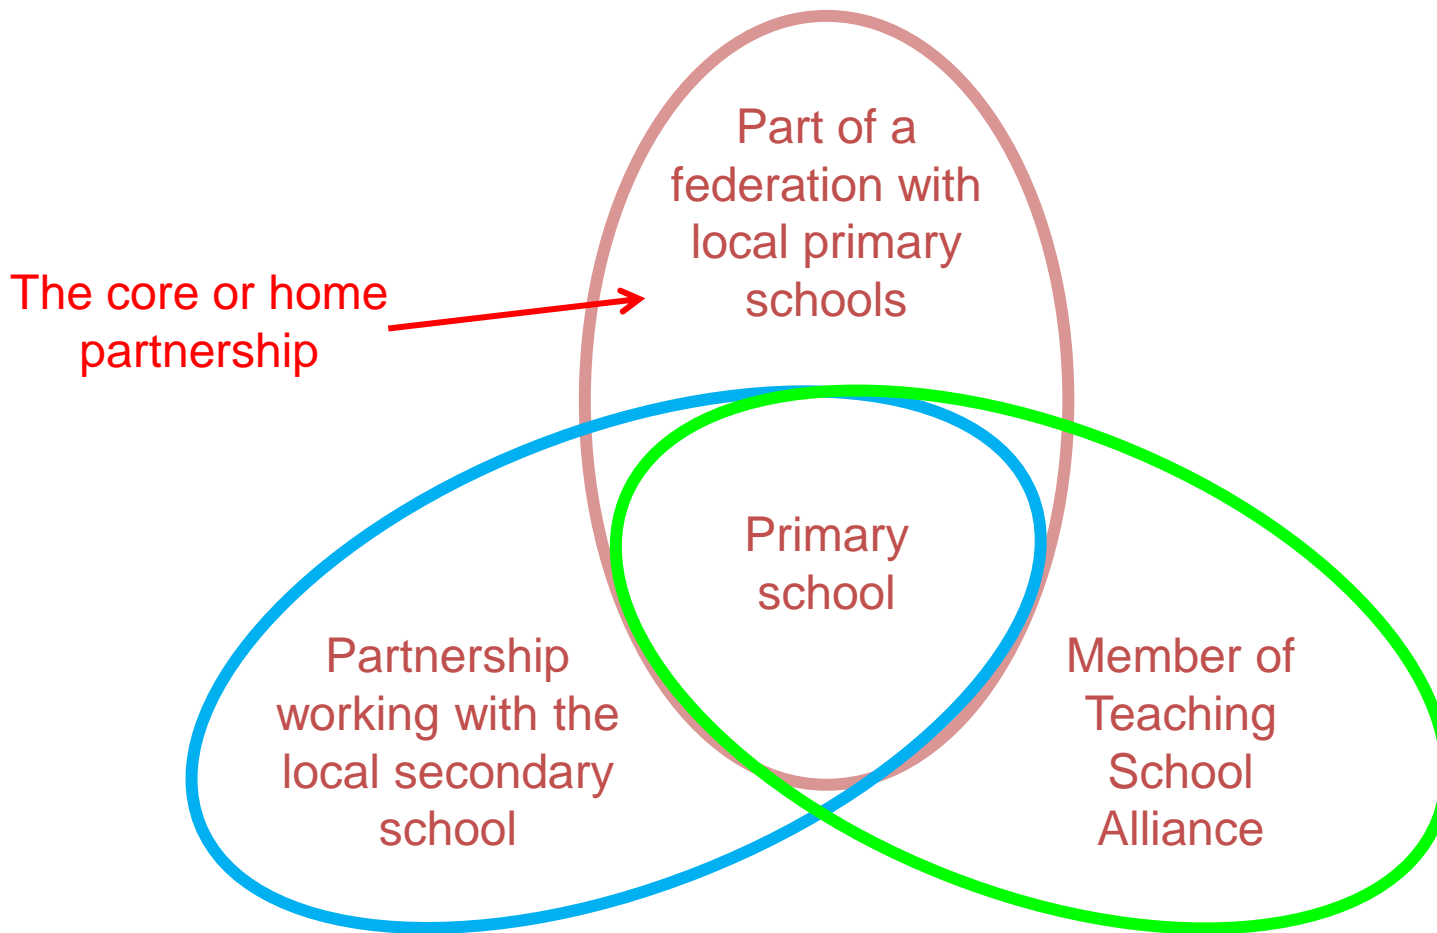 Part of a
federation with
local primary
schools
The core or home
partnership
Primary
school
Partnership
working with the
local secondary
school
Member of
Teaching
School
Alliance